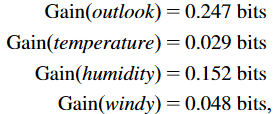 Gain(outlook) = 0.247 bits
Gain(temperature) = 0.029 bits
Gain(humidity) = 0.152 bits
Gain(windy) = 0.048 bits,